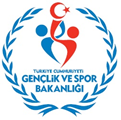 TÜRKİYE CUMHURİYETİ
GENÇLİK VE SPOR
BAKANLIĞI